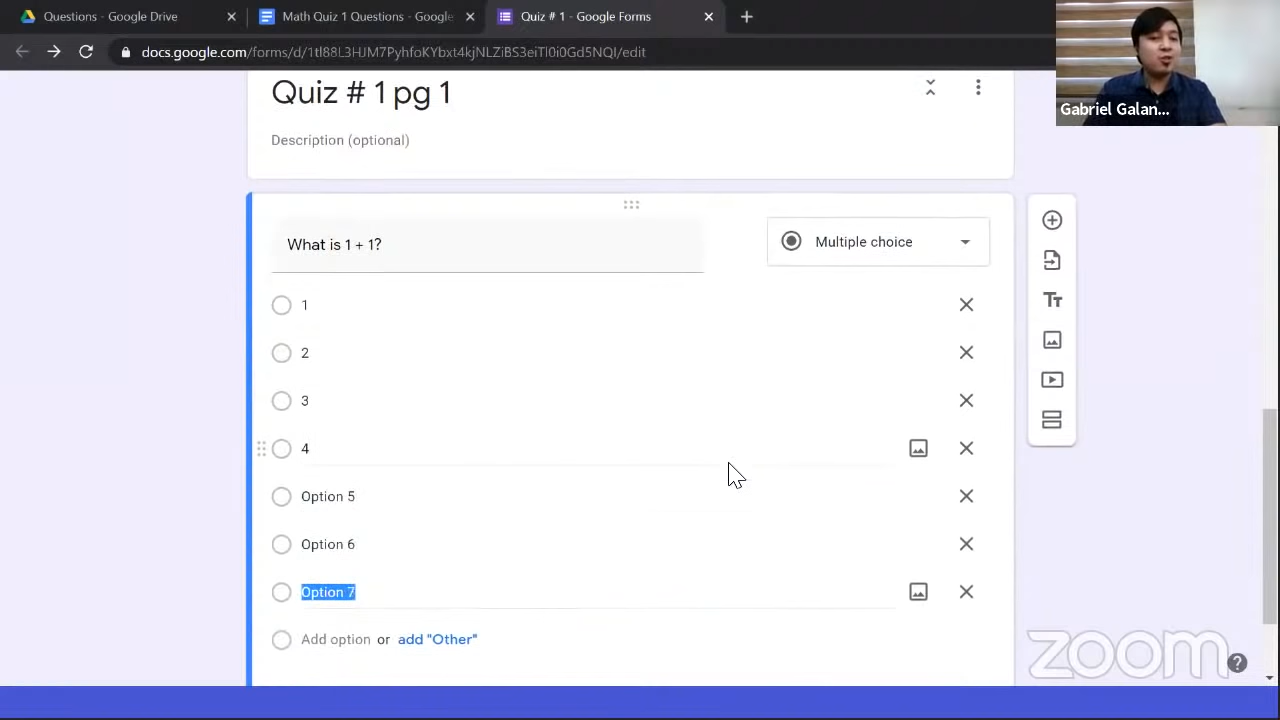 Questions - Google Drive
Math Quiz 1 Questions - Google
Quiz # 1 - Google Forms
docs.google.com/forms/d/1tl88L3HJM7PyhfoKYbx4kjNLZiBS3eiTl0i0Gd5NQI/edit
Gabriel Galan...
Quiz # 1 pg 1
Description (optional)
What is 1 + 1?
Multiple choice
1
2
3
4
Option 5
Option 6
Option 7
Add option or add "Other"
zoom